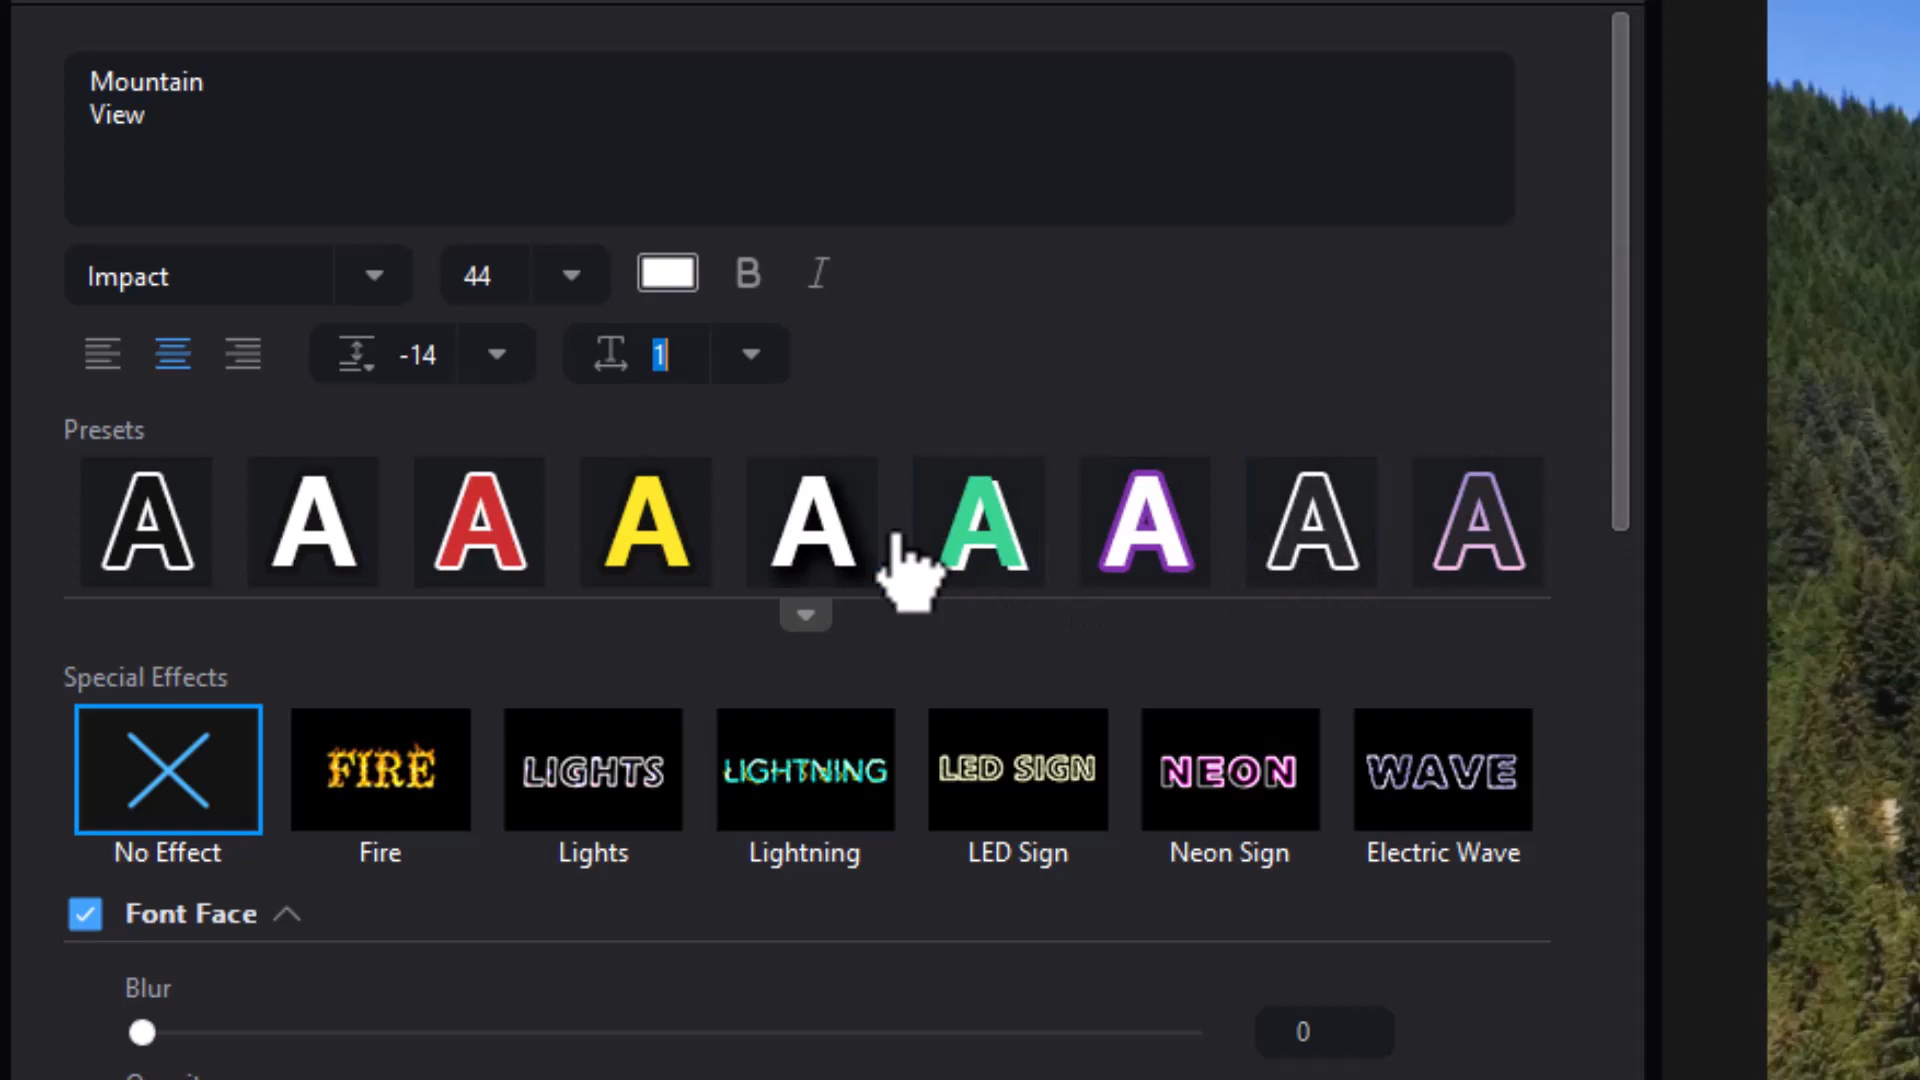 Mountain
View
Impact
44
B I
-14
1
Presets
A A A A A A A A A
Special Effects
FIRE LIGHTS LIGHTNING LED SIGN NEON WAVE
No Effect Fire Lights Lightning LED Sign Neon Sign Electric Wave
Font Face
Blur
0